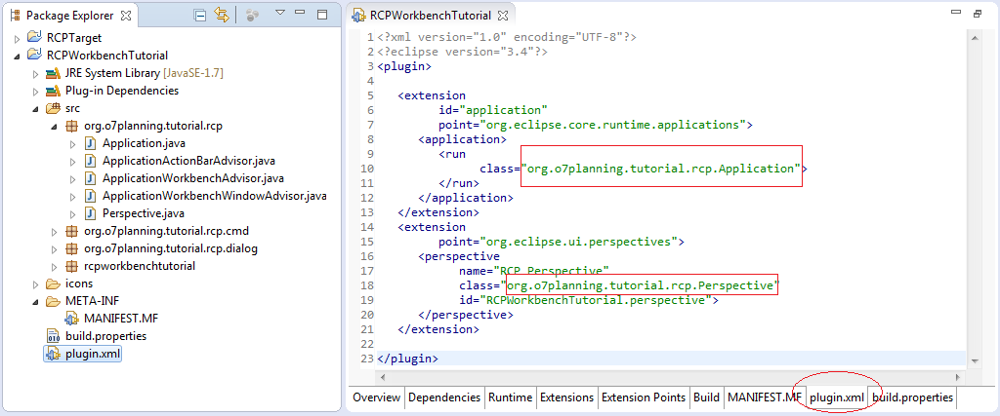 Package Explorer
RCPTarget
RCPWorkbenchTutorial
JRE System Library [JavaSE-1.7]
Plug-in Dependencies
src
org.o7planning.tutorial.rcp
Application.java
ApplicationActionBarAdvisor.java
ApplicationWorkbenchAdvisor.java
ApplicationWorkbenchWindowAdvisor.java
Perspective.java
org.o7planning.tutorial.rcp.cmd
org.o7planning.tutorial.rcp.dialog
rcpworkbenchtutorial
icons
META-INF
MANIFEST.MF
build.properties
plugin.xml
RCPWorkbenchTutorial
1 <?xml version="1.0" encoding="UTF-8"?>
2 <?eclipse version="3.4"?>
3 <plugin>
4
5 <extension
6 id="application"
7 point="org.eclipse.core.runtime.applications">
8 <application>
9 <run
10 class="org.o7planning.tutorial.rcp.Application">
11 </run>
12 </application>
13 </extension>
14 <extension
15 point="org.eclipse.ui.perspectives">
16 <perspective
17 name="RCP Perspective"
18 class="org.o7planning.tutorial.rcp.Perspective"
19 id="RCPWorkbenchTutorial.perspective">
20 </perspective>
21 </extension>
22
23 </plugin>
Overview Dependencies Runtime Extensions Extension Points Build MANIFEST.MF plugin.xml build.properties